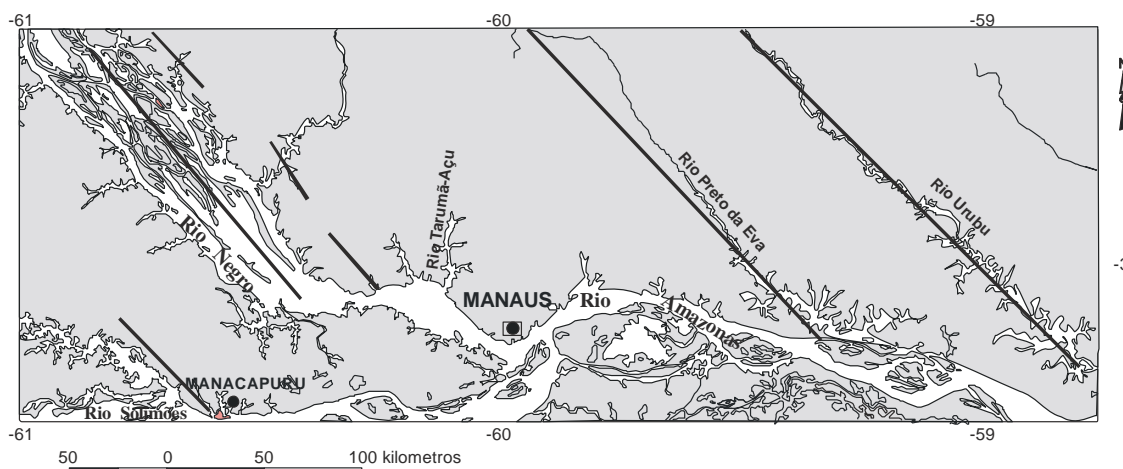 -61
-60
-59
N
Rio Tarumã-Açu
Rio Preto da Eva
Rio Urubu
Rio Negro
-3
MANAUS
Rio Amazonas
MANACAPURU
Rio Solimões
-61
-60
-59
50 0 50 100 kilometros